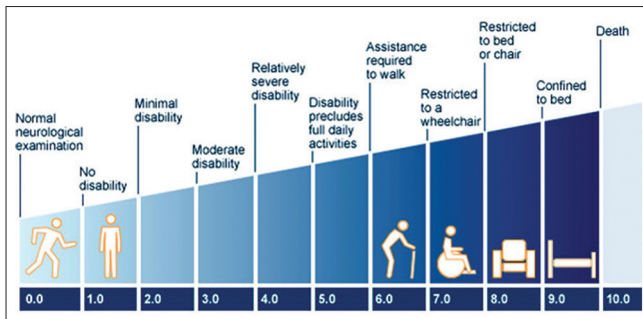 Normal
neurological
examination
No
disability
Minimal
disability
Moderate
disability
Relatively
severe
disability
Disability
precludes
full daily
activities
Assistance
required
to walk
Restricted
to a
wheelchair
Restricted
to bed
or chair
Confined
to bed
Death
0.0 1.0 2.0 3.0 4.0 5.0 6.0 7.0 8.0 9.0 10.0